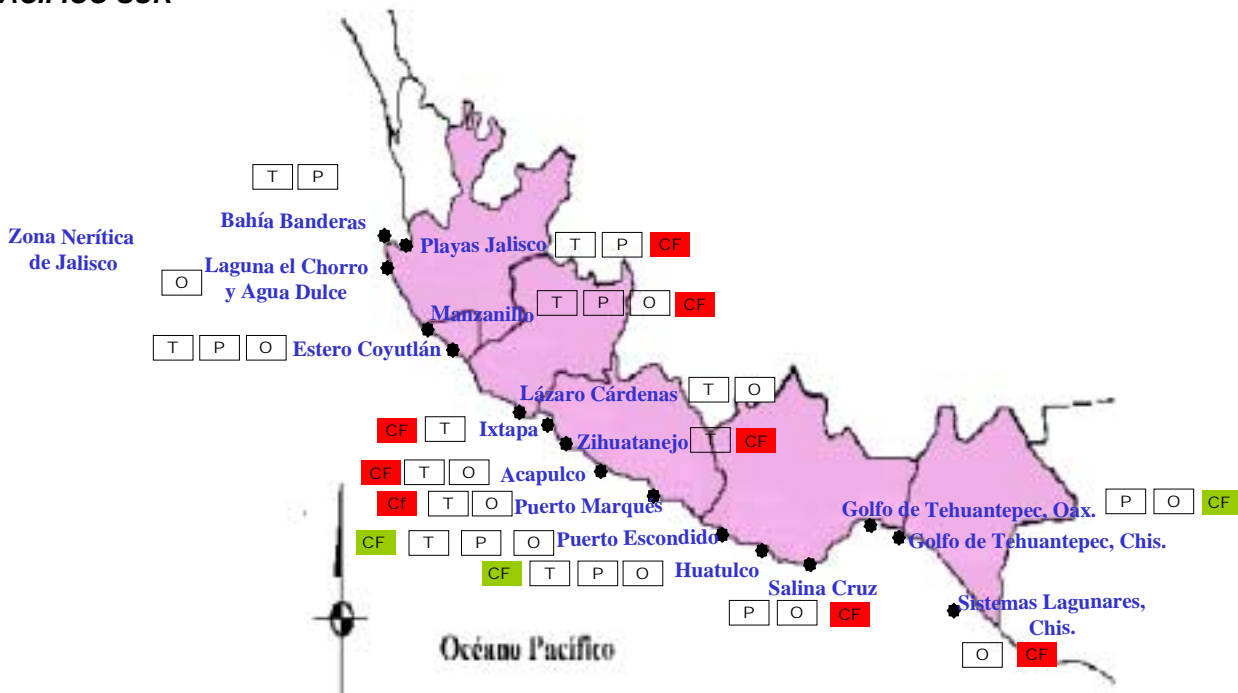 T P
Bahía Banderas
Zona Nerítica
de Jalisco
Playas Jalisco T P CF
Laguna el Chorro
y Agua Dulce
O
Manzanillo T P O CF
T P O Estero Coyutlán
Lázaro Cárdenas T O
CF T Ixtapa
Zihuatanejo T CF
CF T O Acapulco
Cf T O Puerto Marqués
Golfo de Tehuantepec, Oax. P O CF
CF T P O Puerto Escondido
Golfo de Tehuantepec, Chis.
CF T P O Huatulco
Salina Cruz
P O CF
Sistemas Lagunares,
Chis.
O CF
Océano Pacífico